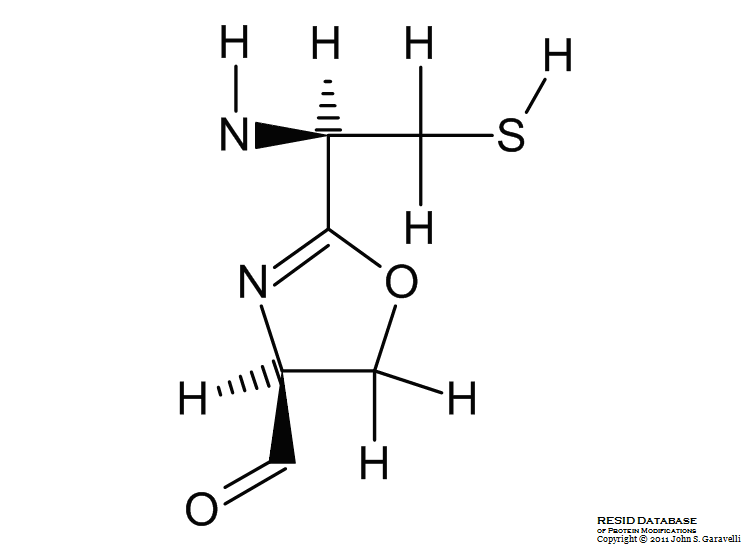 H H H H
N S
H
N O
H H
H
O
RESID DATABASE
OF PROTEIN MODIFICATIONS
Copyright © 2011 John S. Garavelli